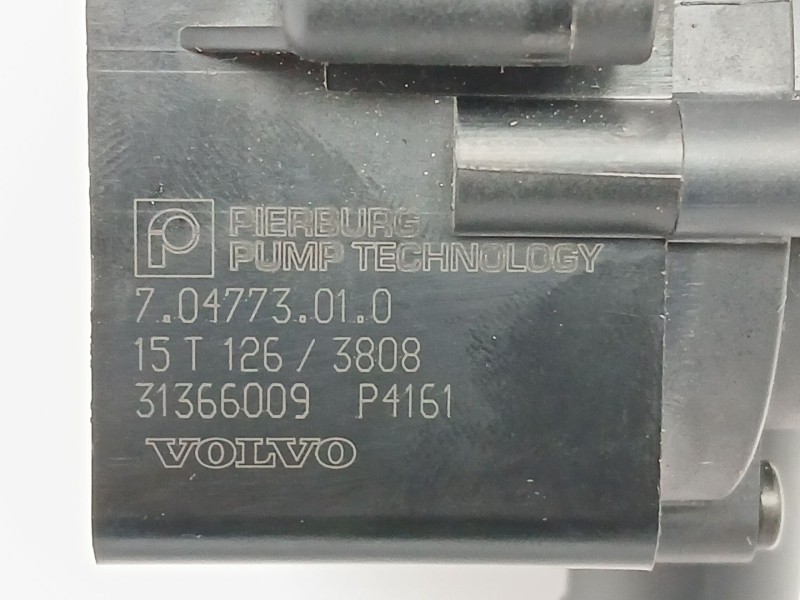 PIERBURG
PUMP TECHNOLOGY
7.04773.01.0
15 T 126 / 3808
31366009 P4161
VOLVO